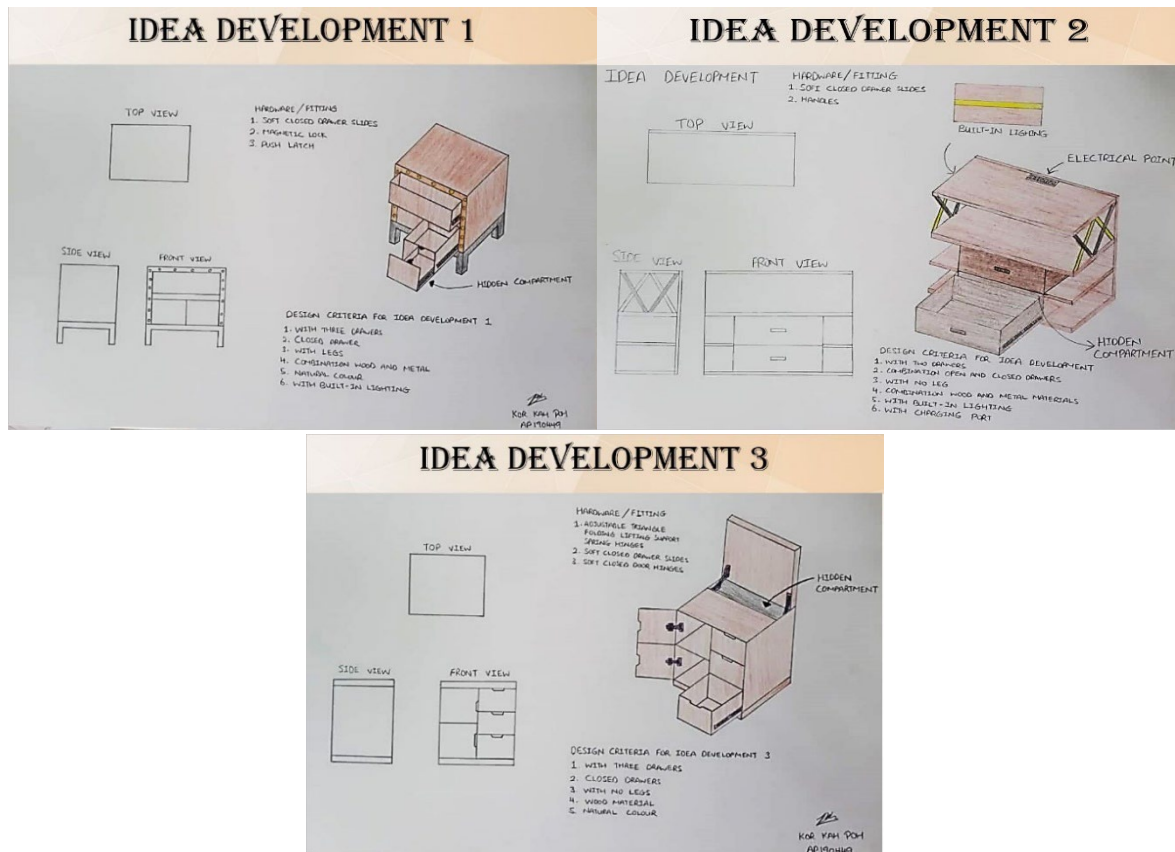 IDEA DEVELOPMENT 1
TOP VIEW
HARDWARE/FITTING
1. SOFT CLOSED DRAWER SLIDES
2. MAGNETIC LOCK
3. PUSH LATCH
SIDE VIEW
FRONT VIEW
HIDDEN COMPARTMENT
DESIGN CRITERIA FOR IDEA DEVELOPMENT 1
1. WITH THREE DRAWERS
2. CLOSED DRAWER
3. WITH LEGS
4. COMBINATION WOOD AND METAL
5. NATURAL COLOUR
6. WITH BUILT-IN LIGHTING
KOR KAH POH
AP190449
IDEA DEVELOPMENT 2
IDEA DEVELOPMENT
HARDWARE/FITTING
1. SOFT CLOSED DRAWER SLIDES
2. HANDLES
TOP VIEW
BUILT-IN LIGHTING
ELECTRICAL POINT
SIDE VIEW
FRONT VIEW
HIDDEN
COMPARTMENT
DESIGN CRITERIA FOR IDEA DEVELOPMENT
1. WITH TWO DRAWERS
2. COMBINATION OPEN AND CLOSED DRAWERS
3. WITH NO LEG
4. COMBINATION WOOD AND METAL MATERIALS
5. WITH BUILT-IN LIGHTING
6. WITH CHARGING PORT
IDEA DEVELOPMENT 3
TOP VIEW
HARDWARE/FITTING
1. ADJUSTABLE TRIANGLE
FOLDING LIFTING SUPPORT
SPRING HINGES
2. SOFT CLOSED DRAWER SLIDES
3. SOFT CLOSED DOOR HINGES
HIDDEN
COMPARTMENT
SIDE VIEW
FRONT VIEW
DESIGN CRITERIA FOR IDEA DEVELOPMENT 3
1. WITH THREE DRAWERS
2. CLOSED DRAWERS
3. WITH NO LEGS
4. WOOD MATERIAL
5. NATURAL COLOUR
KOR KAH POH
AP190449